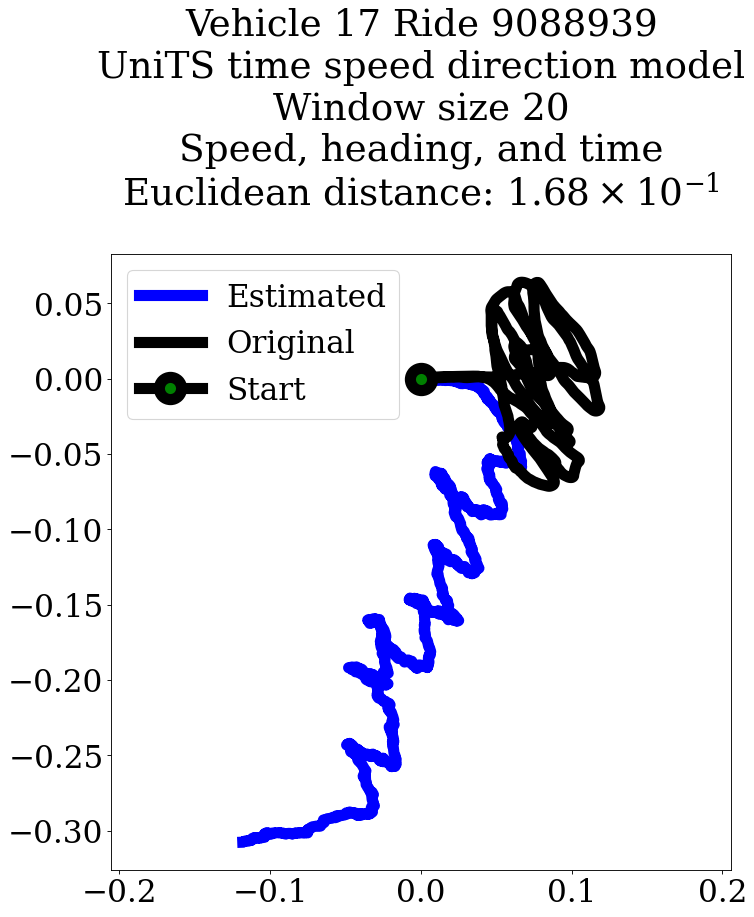 Vehicle 17 Ride 9088939
UniTS time speed direction model
Window size 20
Speed, heading, and time
Euclidean distance: 1.68 × 10⁻¹
Estimated
Original
Start
0.05
0.00
−0.05
−0.10
−0.15
−0.20
−0.25
−0.30
−0.2 −0.1 0.0 0.1 0.2